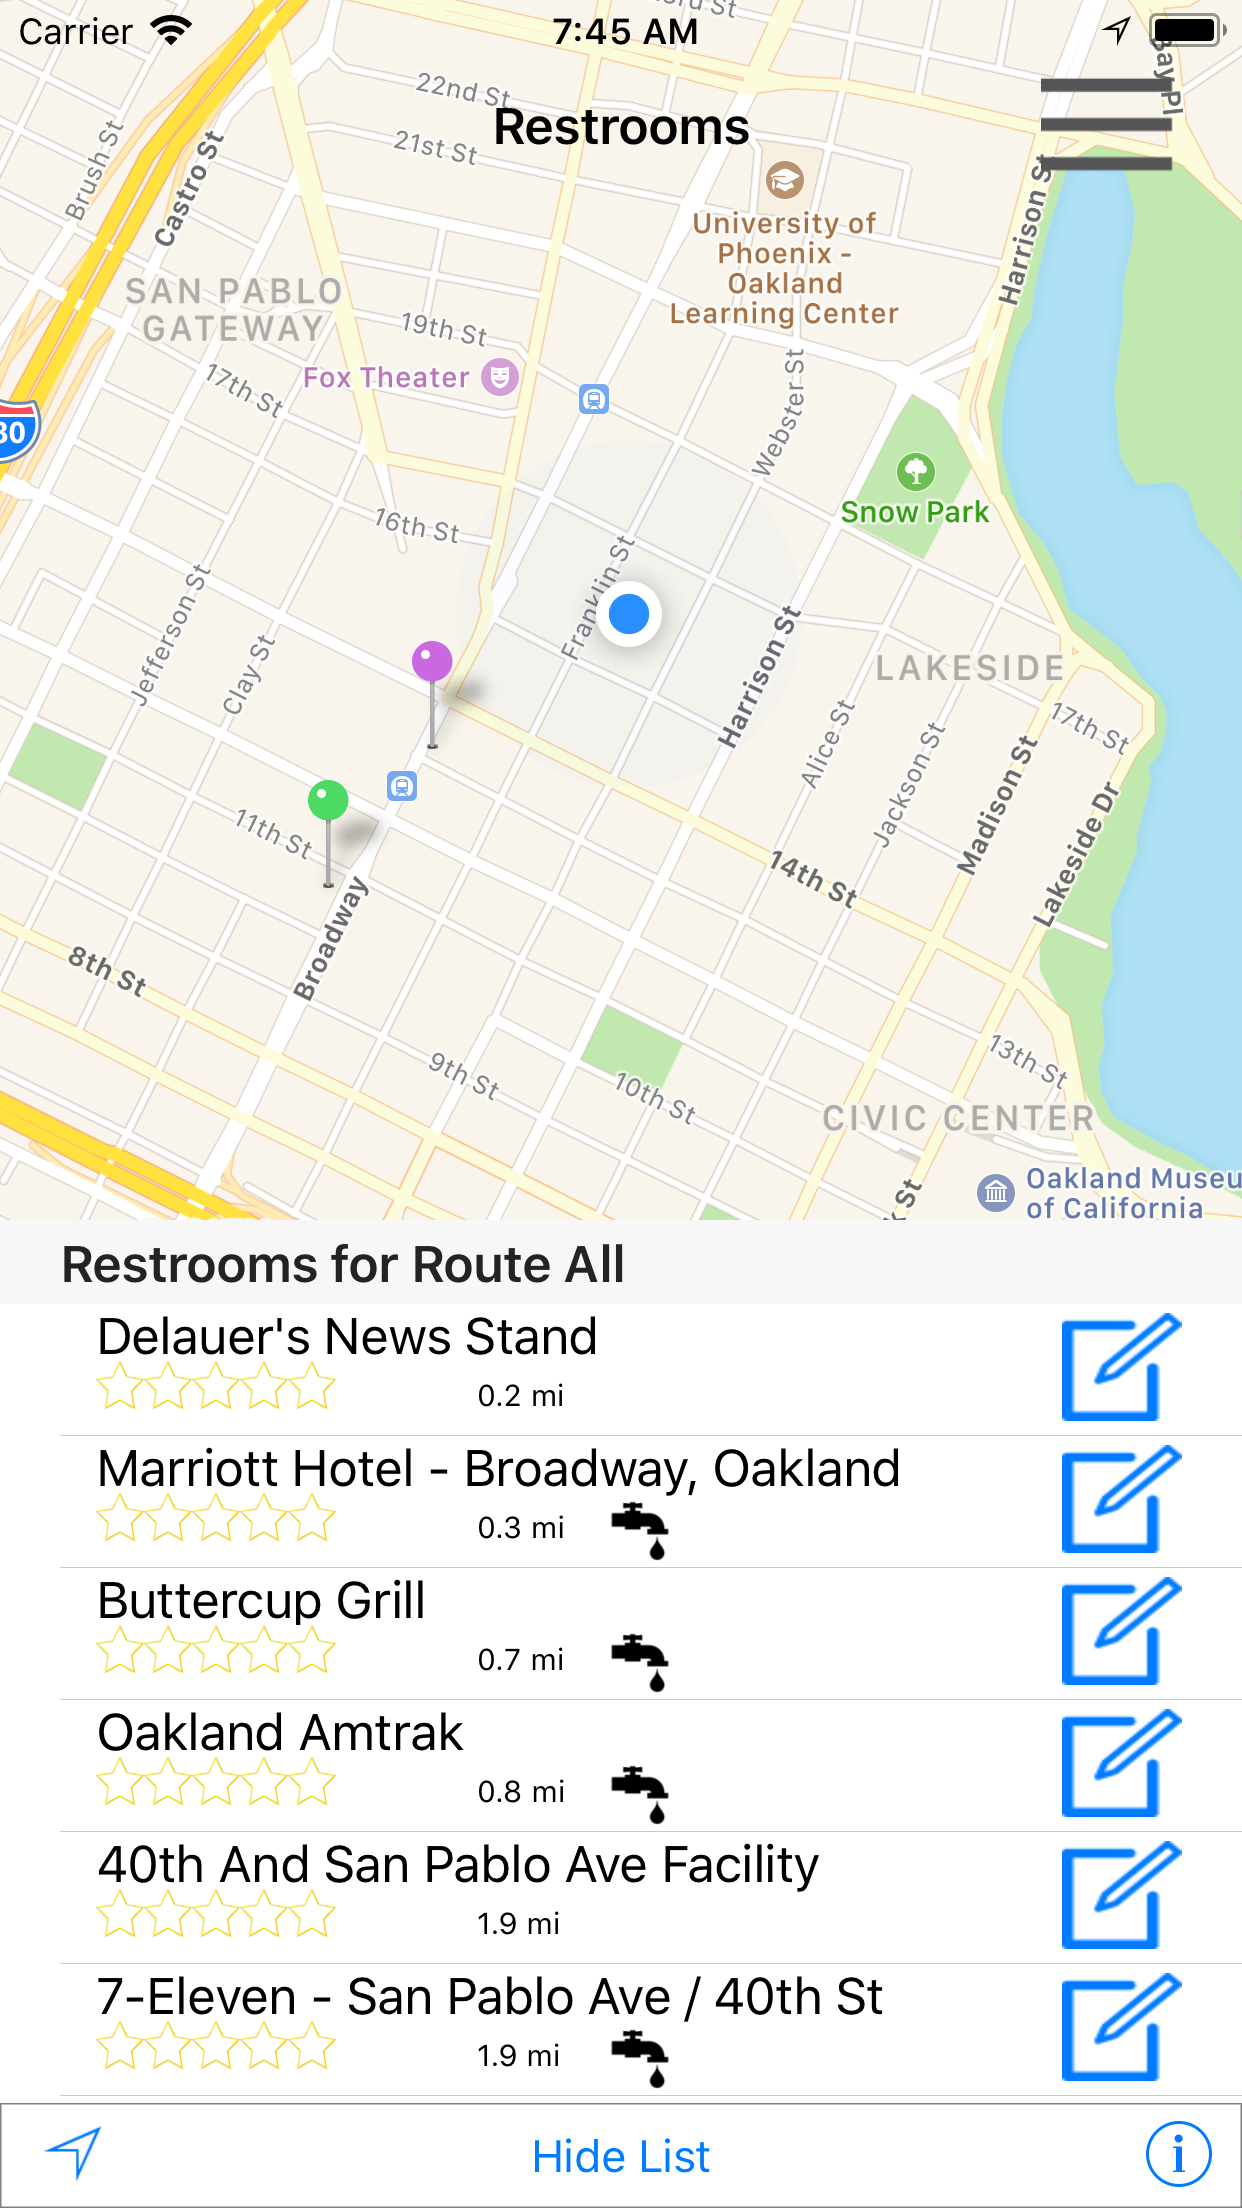 Carrier
7:45 AM
22nd St
Bay Pl
Restrooms
21st St
Brush St
Castro St
University of
Phoenix -
Oakland
Learning Center
Harrison St
SAN PABLO
GATEWAY
19th St
Fox Theater
17th St
Webster St
Snow Park
16th St
Franklin St
Jefferson St
Clay St
Harrison St
LAKESIDE
17th St
Alice St
Jackson St
Madison St
Lakeside Dr
11th St
14th St
Broadway
8th St
9th St
10th St
13th St
CIVIC CENTER
Oakland Museu
of California
Restrooms for Route All
Delauer's News Stand
0.2 mi
Marriott Hotel - Broadway, Oakland
0.3 mi
Buttercup Grill
0.7 mi
Oakland Amtrak
0.8 mi
40th And San Pablo Ave Facility
1.9 mi
7-Eleven - San Pablo Ave / 40th St
1.9 mi
Hide List